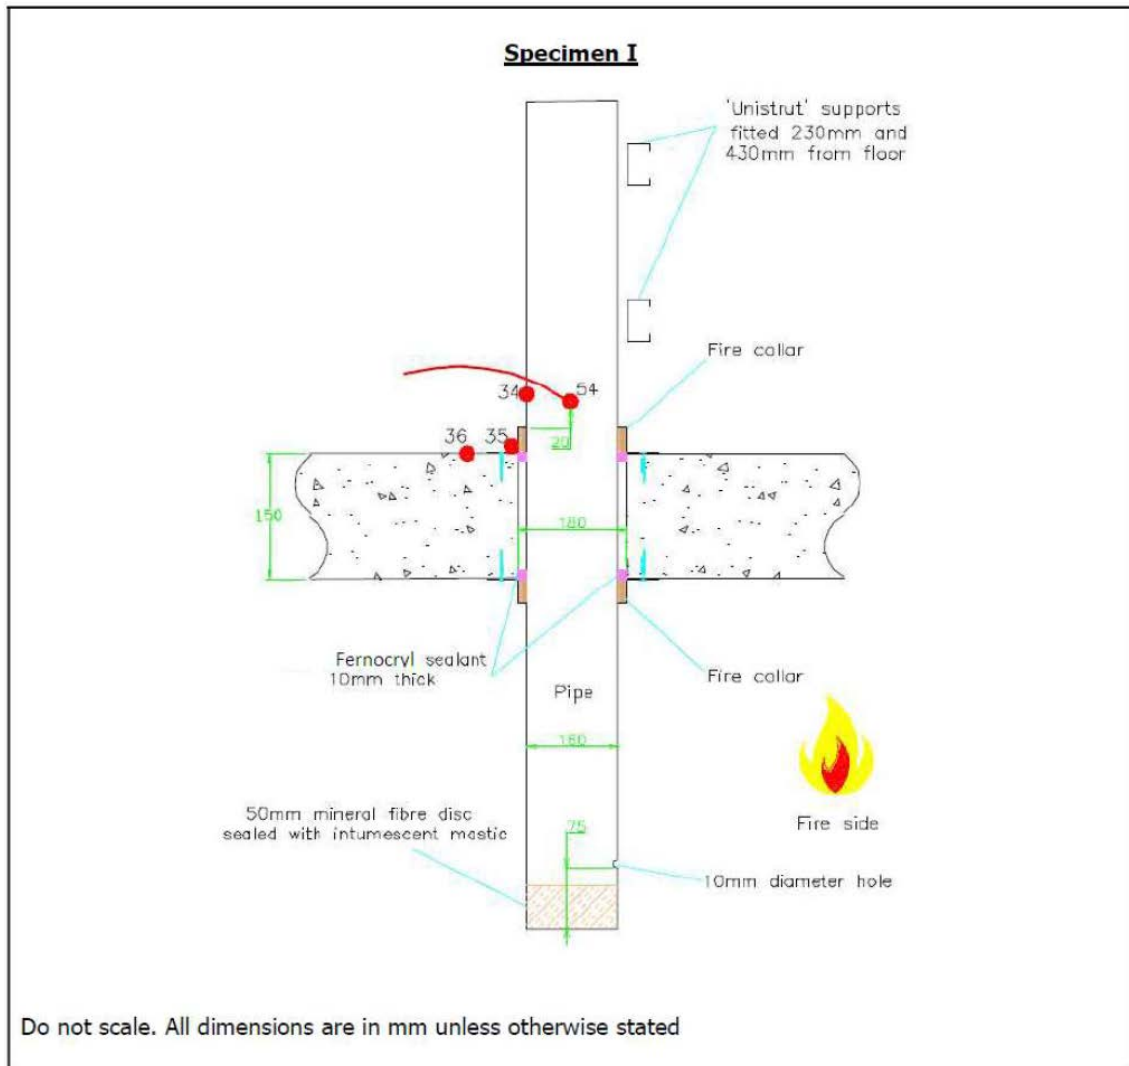 Specimen I
'Unistrut' supports
fitted 230mm and
430mm from floor
Fire collar
34
54
36
35
20
150
180
Fernocryl sealant
10mm thick
Fire collar
Pipe
160
50mm mineral fibre disc
sealed with intumescent mastic
75
Fire side
10mm diameter hole
Do not scale. All dimensions are in mm unless otherwise stated